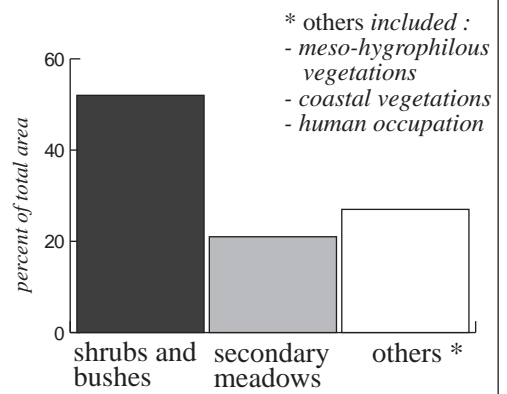 * others included :
- meso-hygrophilous
vegetations
- coastal vegetations
- human occupation
percent of total area
60
40
20
0
shrubs and
bushes
secondary
meadows
others *